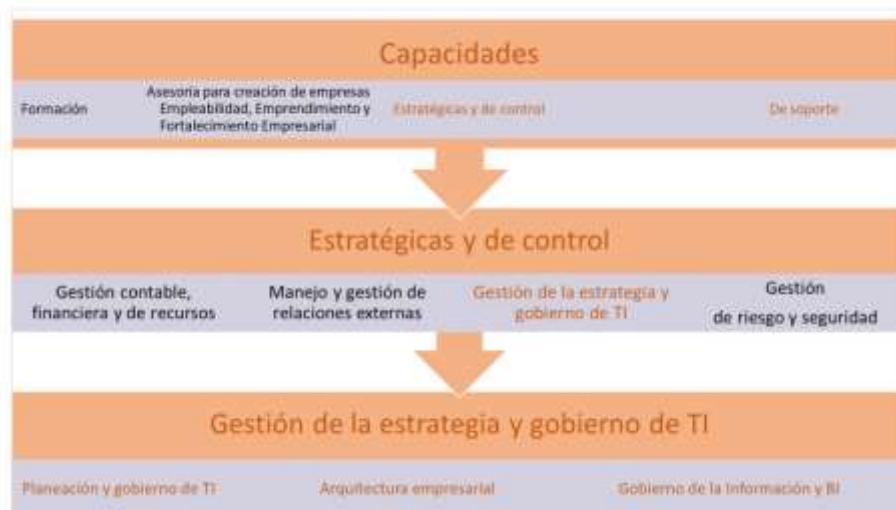 Capacidades
Formación
Asesoria para creación de empresas
Empleabilidad, Emprendimiento y
Fortalecimiento Empresarial
Estratégicas y de control
De soporte
Estratégicas y de control
Gestión contable,
financiera y de recursos
Manejo y gestión de
relaciones externas
Gestión de la estrategia y
gobierno de TI
Gestión
de riesgo y seguridad
Gestión de la estrategia y gobierno de TI
Planeación y gobierno de TI
Arquitectura empresarial
Gobierno de la Información y BI